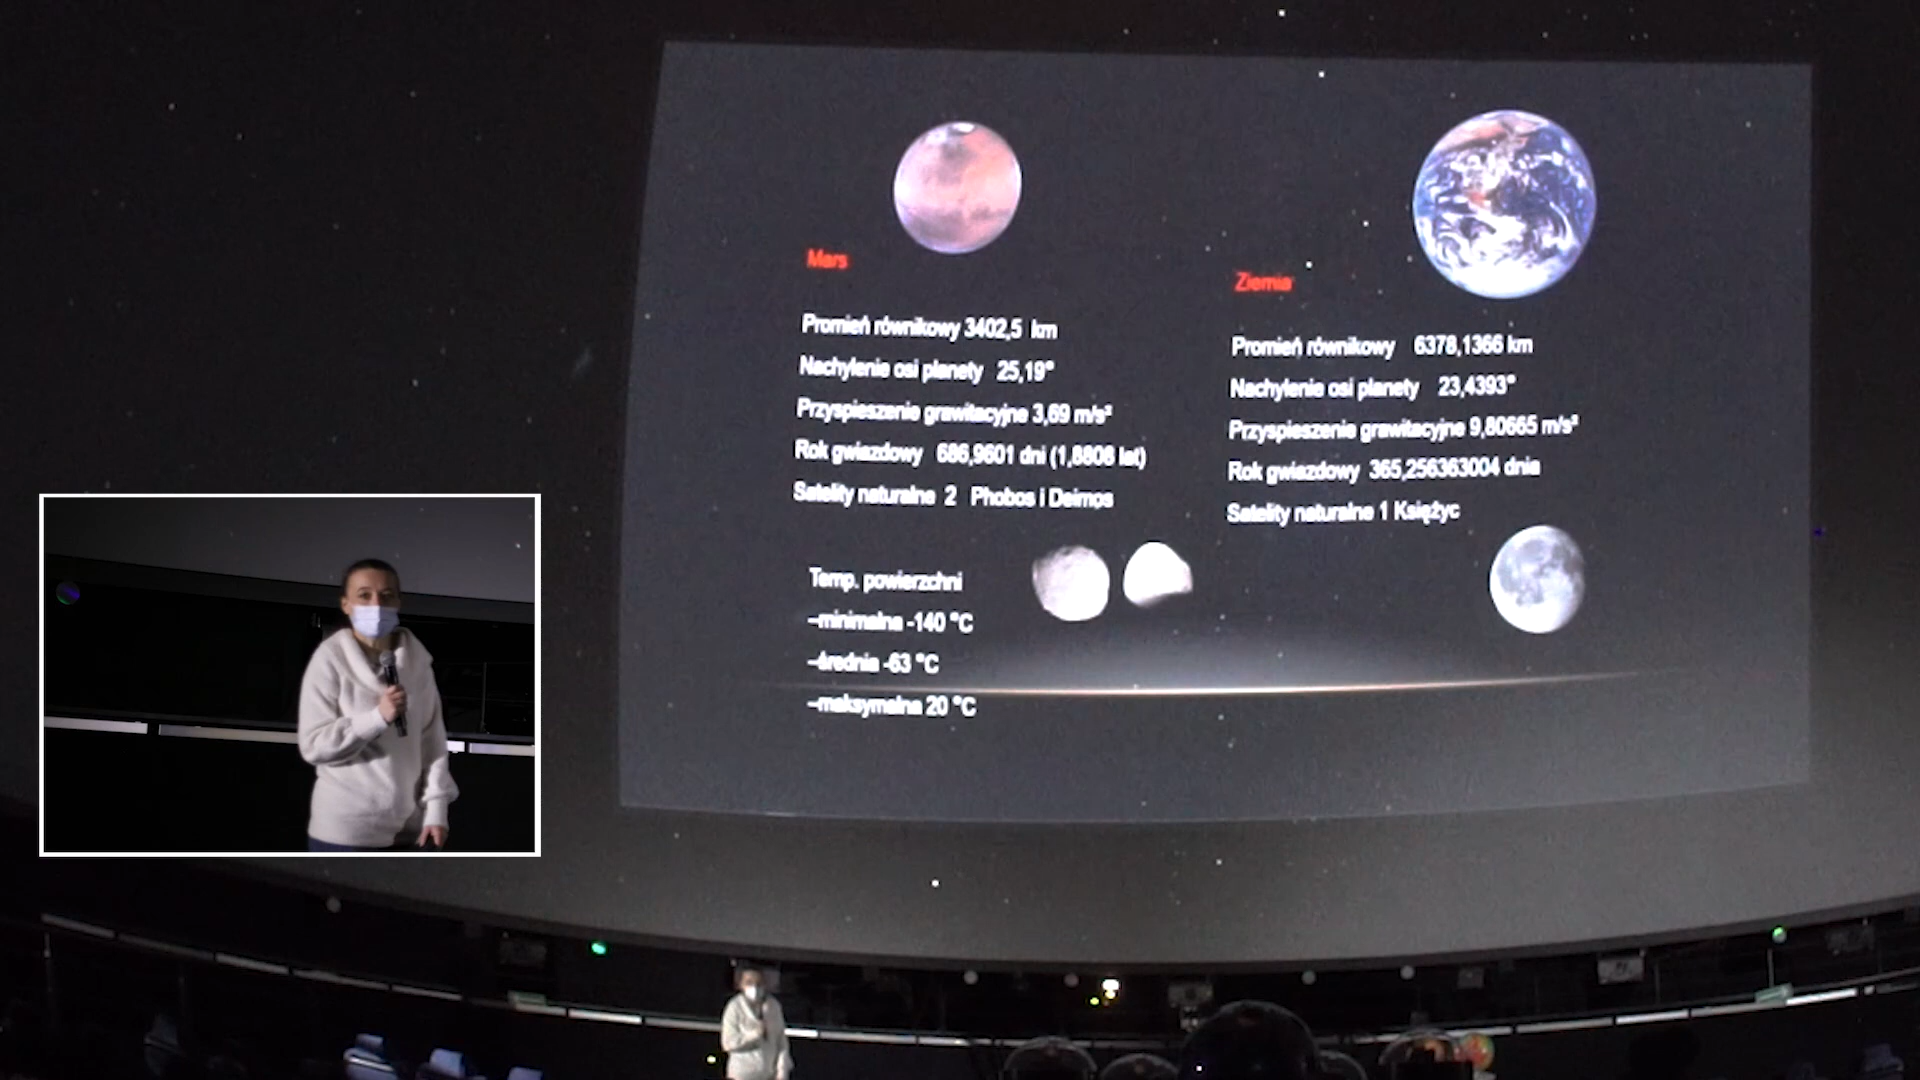 Mars
Promień równikowy 3402,5 km
Nachylenie osi planety 25,19°
Przyspieszenie grawitacyjne 3,69 m/s²
Rok gwiazdowy 686,9601 dni (1,8808 lat)
Satelity naturalne 2 Phobos i Deimos
Temp. powierzchni
–minimalna -140 °C
–średnia -63 °C
–maksymalna 20 °C
Ziemia
Promień równikowy 6378,1366 km
Nachylenie osi planety 23,4393°
Przyspieszenie grawitacyjne 9,80665 m/s²
Rok gwiazdowy 365,256363004 dnia
Satelity naturalne 1 Księżyc